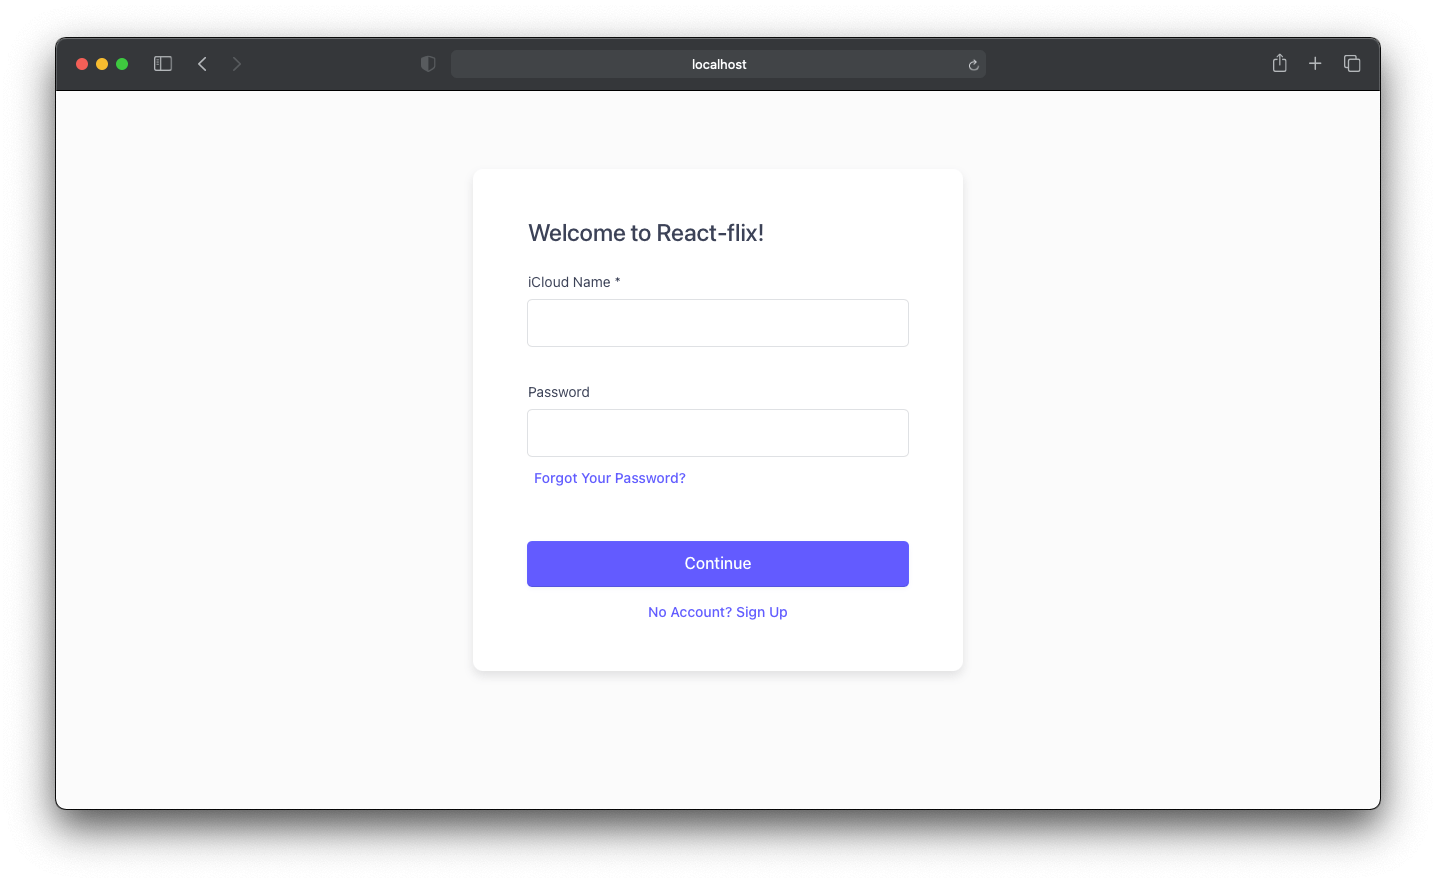 localhost
Welcome to React-flix!
iCloud Name *
Password
Forgot Your Password?
Continue
No Account? Sign Up